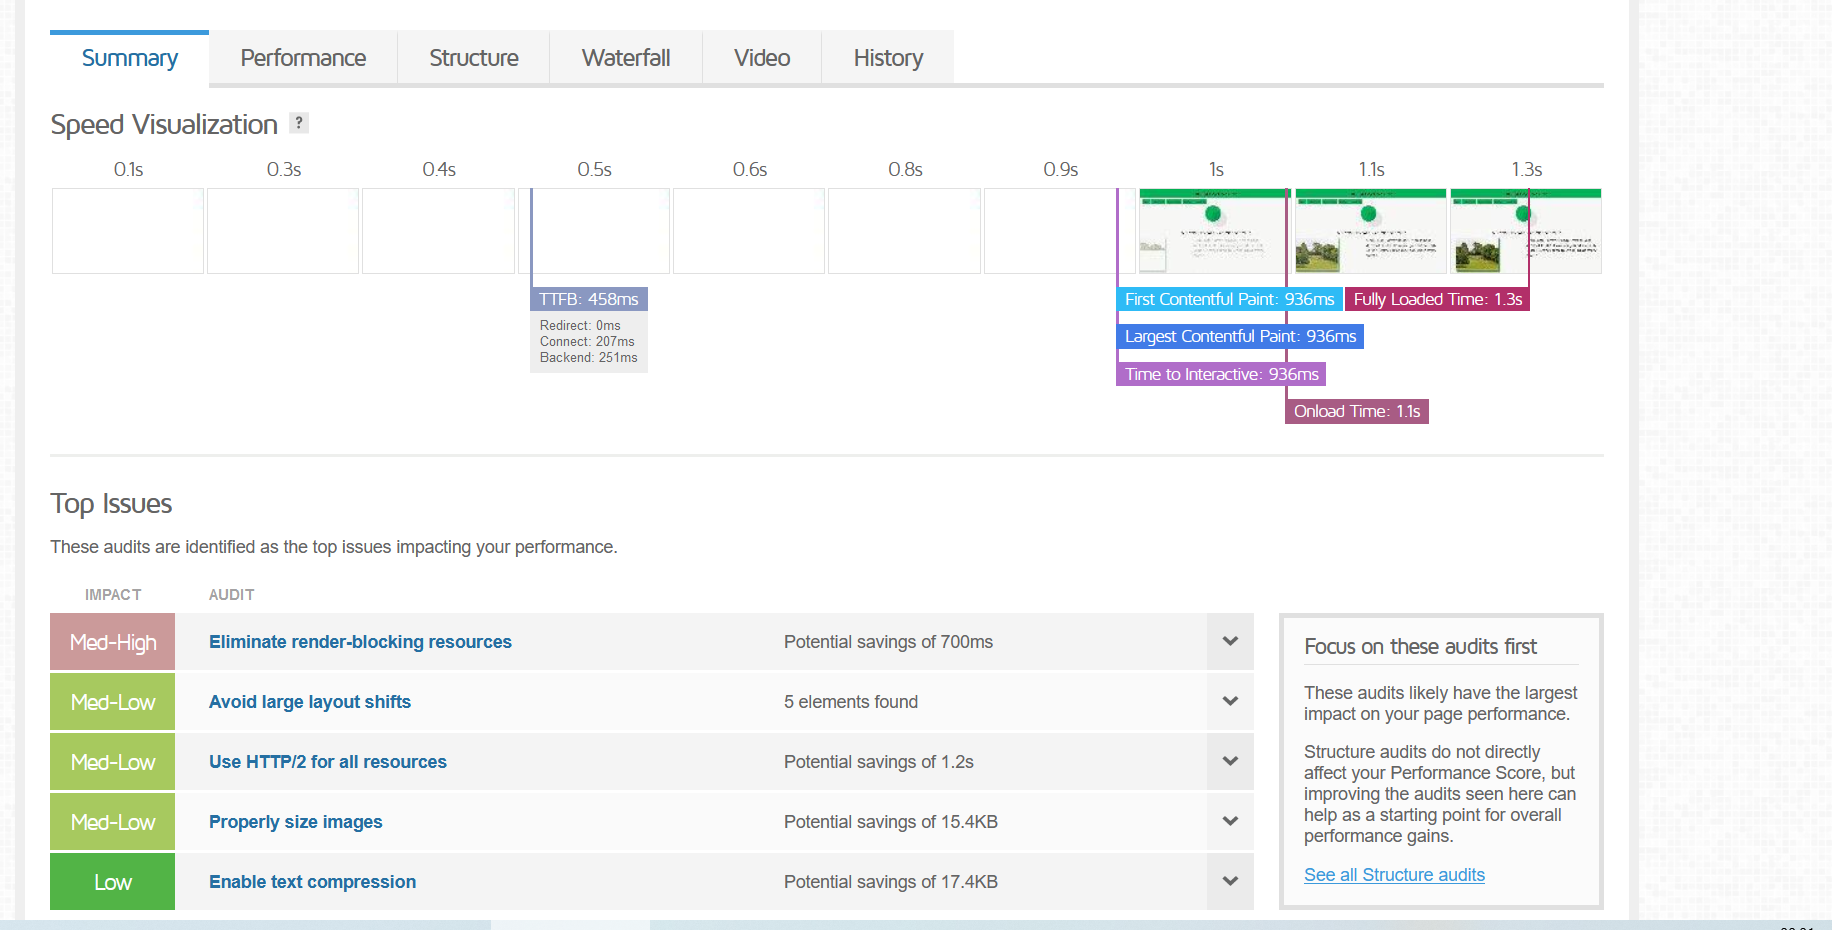 Summary Performance Structure Waterfall Video History
Speed Visualization ?
0.1s 0.3s 0.4s 0.5s 0.6s 0.8s 0.9s 1s 1.1s 1.3s
TTFB: 458ms
Redirect: 0ms
Connect: 207ms
Backend: 251ms
First Contentful Paint: 936ms
Fully Loaded Time: 1.3s
Largest Contentful Paint: 936ms
Time to Interactive: 936ms
Onload Time: 1.1s
Top Issues
These audits are identified as the top issues impacting your performance.
IMPACT AUDIT
Med-High Eliminate render-blocking resources Potential savings of 700ms
Med-Low Avoid large layout shifts 5 elements found
Med-Low Use HTTP/2 for all resources Potential savings of 1.2s
Med-Low Properly size images Potential savings of 15.4KB
Low Enable text compression Potential savings of 17.4KB
Focus on these audits first
These audits likely have the largest
impact on your page performance.
Structure audits do not directly
affect your Performance Score, but
improving the audits seen here can
help as a starting point for overall
performance gains.
See all Structure audits